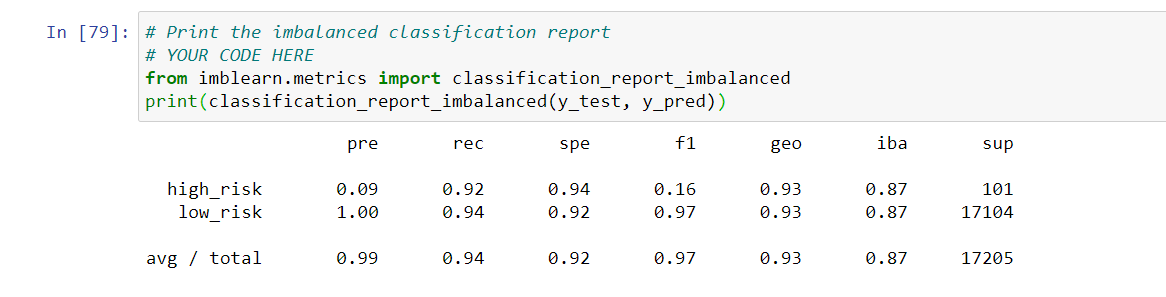 In [79]: # Print the imbalanced classification report
# YOUR CODE HERE
from imblearn.metrics import classification_report_imbalanced
print(classification_report_imbalanced(y_test, y_pred))
pre rec spe f1 geo iba sup
high_risk 0.09 0.92 0.94 0.16 0.93 0.87 101
low_risk 1.00 0.94 0.92 0.97 0.93 0.87 17104
avg / total 0.99 0.94 0.92 0.97 0.93 0.87 17205